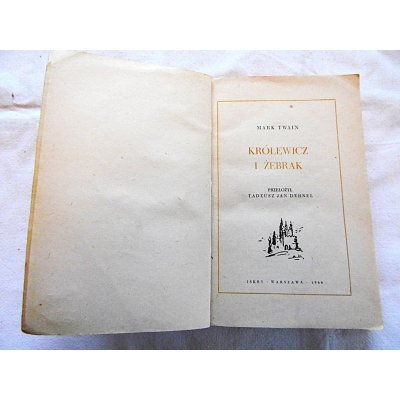 MARK TWAIN
KRÓLEWICZ
I ŻEBRAK
PRZEŁOŻYŁ
TADEUSZ JAN DEHNEL
ISKRY · WARSZAWA ·